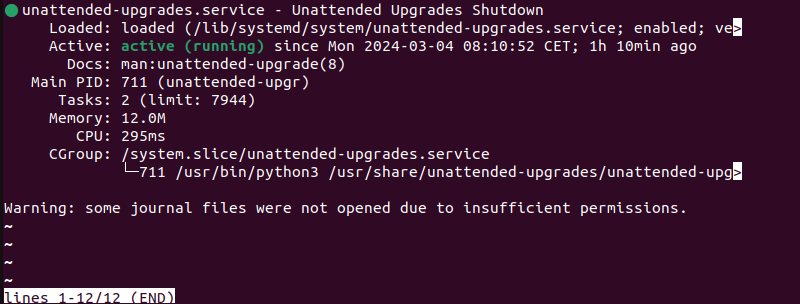 ● unattended-upgrades.service - Unattended Upgrades Shutdown
Loaded: loaded (/lib/systemd/system/unattended-upgrades.service; enabled; ve>
Active: active (running) since Mon 2024-03-04 08:10:52 CET; 1h 10min ago
Docs: man:unattended-upgrade(8)
Main PID: 711 (unattended-upgr)
Tasks: 2 (limit: 7944)
Memory: 12.0M
CPU: 295ms
CGroup: /system.slice/unattended-upgrades.service
└─711 /usr/bin/python3 /usr/share/unattended-upgrades/unattended-upg>
Warning: some journal files were not opened due to insufficient permissions.
~
~
~
~
lines 1-12/12 (END)